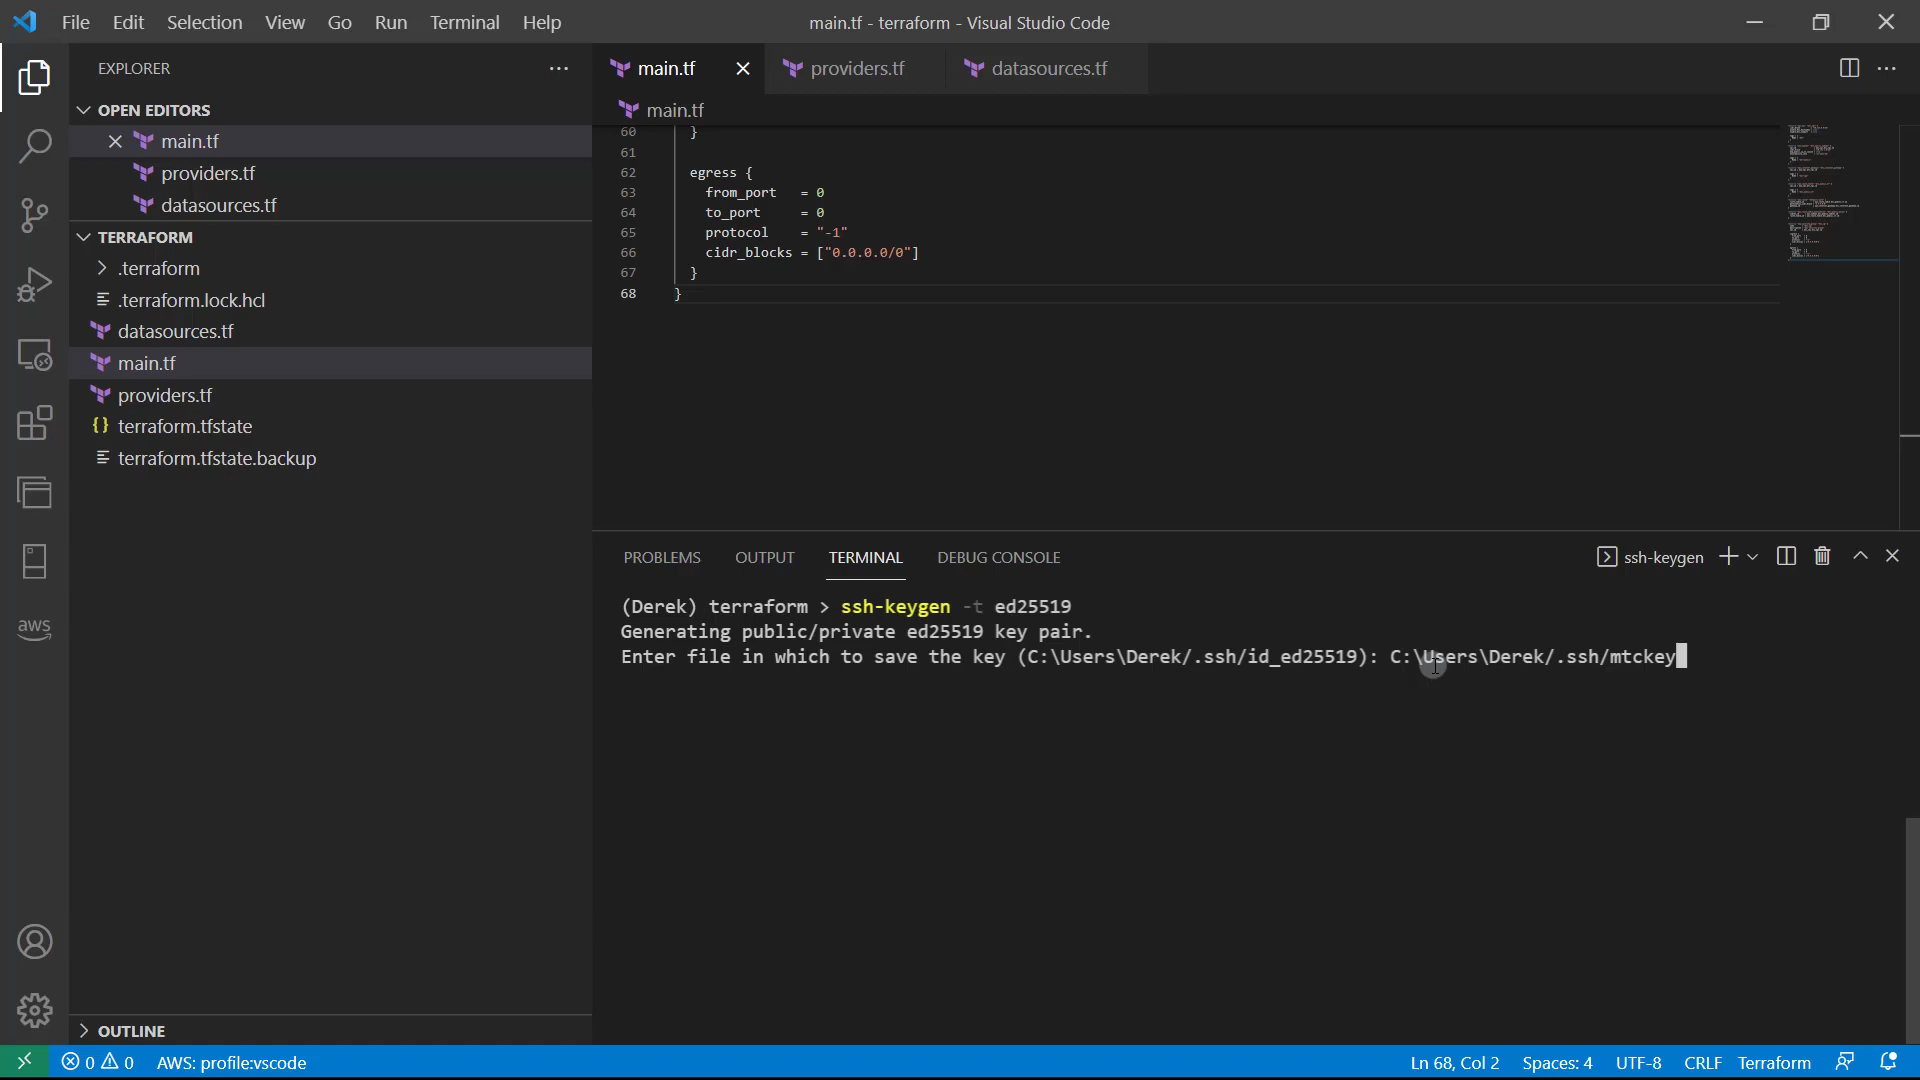 File Edit Selection View Go Run Terminal Help
main.tf - terraform - Visual Studio Code
EXPLORER
OPEN EDITORS
main.tf
providers.tf
datasources.tf
TERRAFORM
.terraform
.terraform.lock.hcl
datasources.tf
main.tf
providers.tf
terraform.tfstate
terraform.tfstate.backup
OUTLINE
aws
main.tf providers.tf datasources.tf
main.tf
60 }
61
62 egress {
63 from_port = 0
64 to_port = 0
65 protocol = "-1"
66 cidr_blocks = ["0.0.0.0/0"]
67 }
68 }
PROBLEMS OUTPUT TERMINAL DEBUG CONSOLE
ssh-keygen
(Derek) terraform > ssh-keygen -t ed25519
Generating public/private ed25519 key pair.
Enter file in which to save the key (C:\Users\Derek/.ssh/id_ed25519): C:\Users\Derek/.ssh/mtckey
0 0 AWS: profile:vscode
Ln 68, Col 2 Spaces: 4 UTF-8 CRLF Terraform